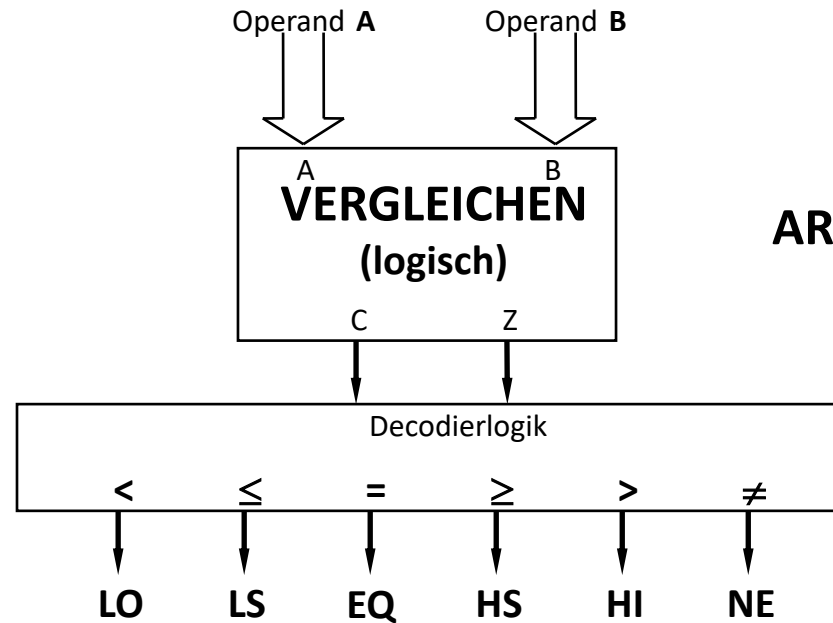 Operand A Operand B
A B
VERGLEICHEN
AR
(logisch)
C Z
Decodierlogik
< ≤ = ≥ > ≠
LO LS EQ HS HI NE